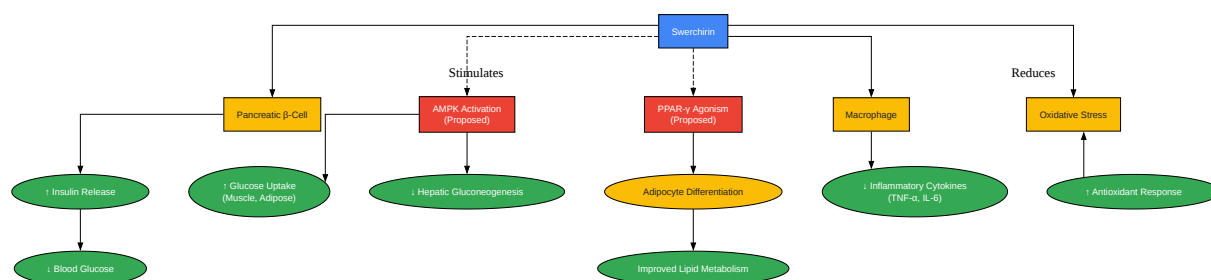 Swerchirin
Stimulates
Reduces
Pancreatic β-Cell
AMPK Activation
(Proposed)
PPAR-γ Agonism
(Proposed)
Macrophage
Oxidative Stress
↑ Insulin Release
↑ Glucose Uptake
(Muscle, Adipose)
↓ Hepatic Gluconeogenesis
Adipocyte Differentiation
↓ Inflammatory Cytokines
(TNF-α, IL-6)
↑ Antioxidant Response
↓ Blood Glucose
Improved Lipid Metabolism